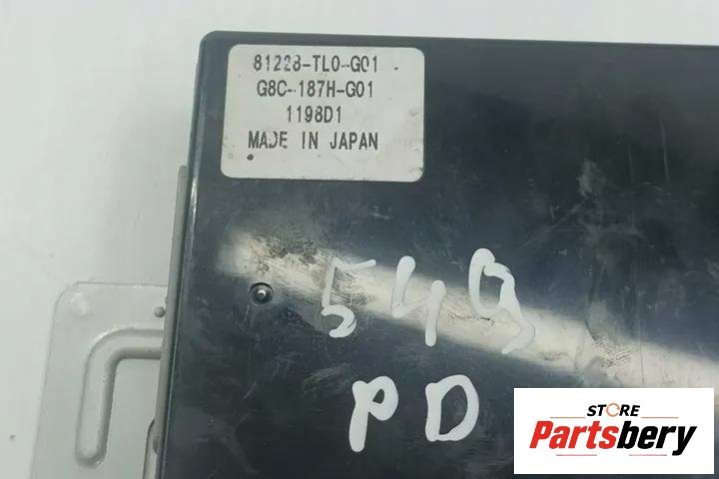 81228-TL0-G01
G8C-187H-G01
1198D1
MADE IN JAPAN
549
PD
STORE
Partsbery